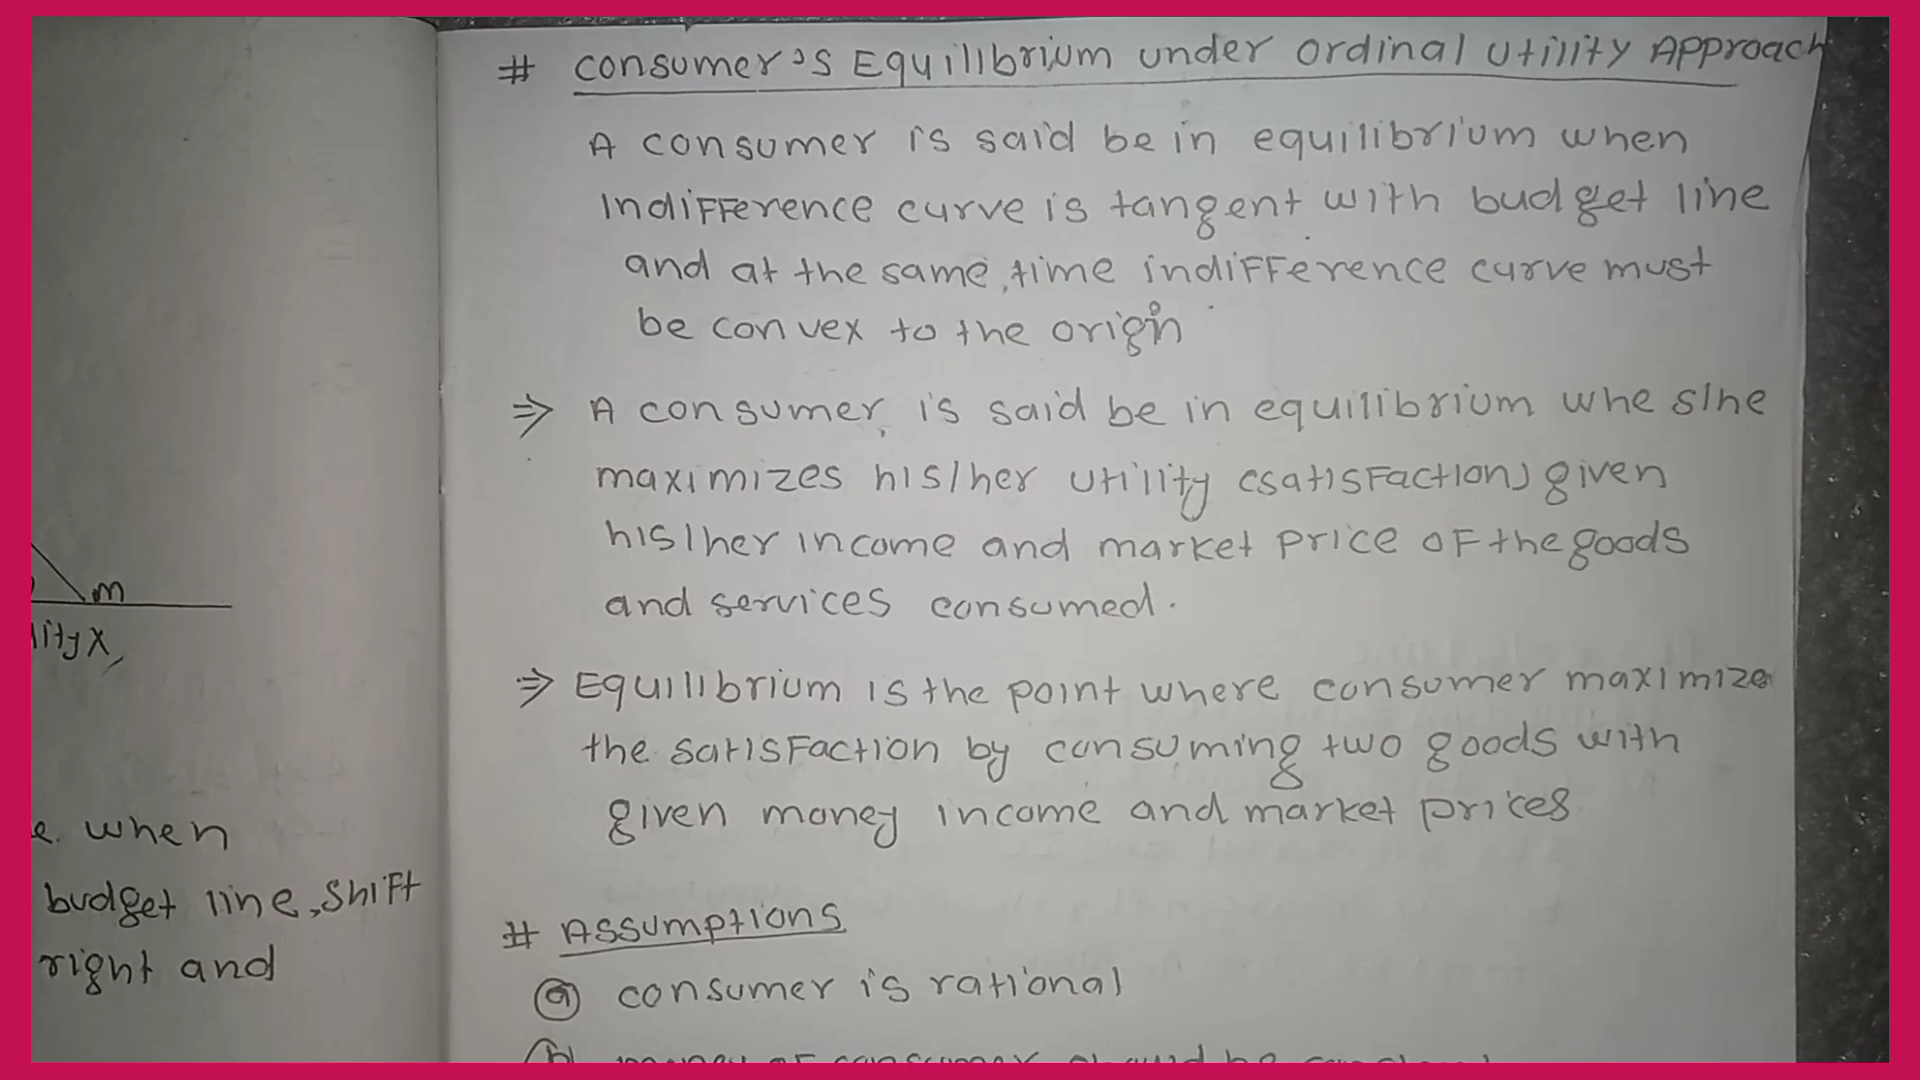 m
lity X
e. when
budget line, shift
right and
# Consumer's Equilibrium under Ordinal Utility Approach
A consumer is said be in equilibrium when
indifference curve is tangent with budget line
and at the same time indifference curve must
be convex to the origin
⇒ A consumer is said be in equilibrium whe s/he
maximizes his/her utility (satisfaction) given
his/her income and market price of the goods
and services consumed.
⇒ Equilibrium is the point where consumer maximize
the satisfaction by consuming two goods with
given money income and market prices
# Assumptions
(a) consumer is rational
(b) of consumer should be